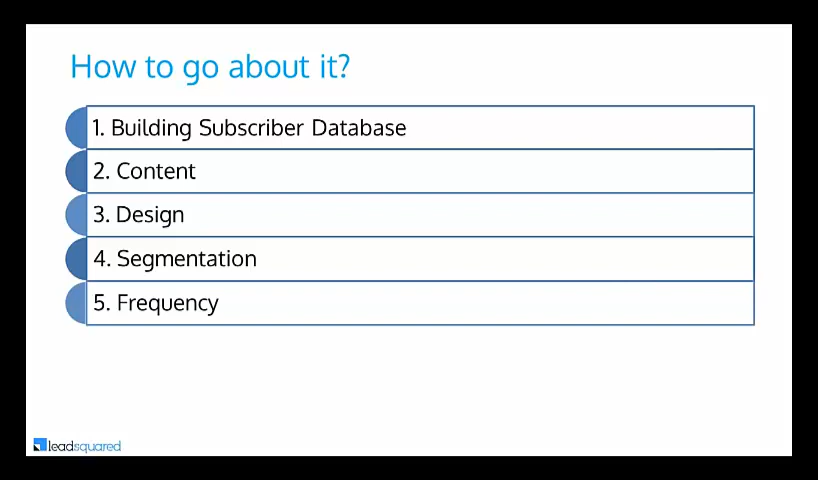 How to go about it?
1. Building Subscriber Database
2. Content
3. Design
4. Segmentation
5. Frequency
leadsquared